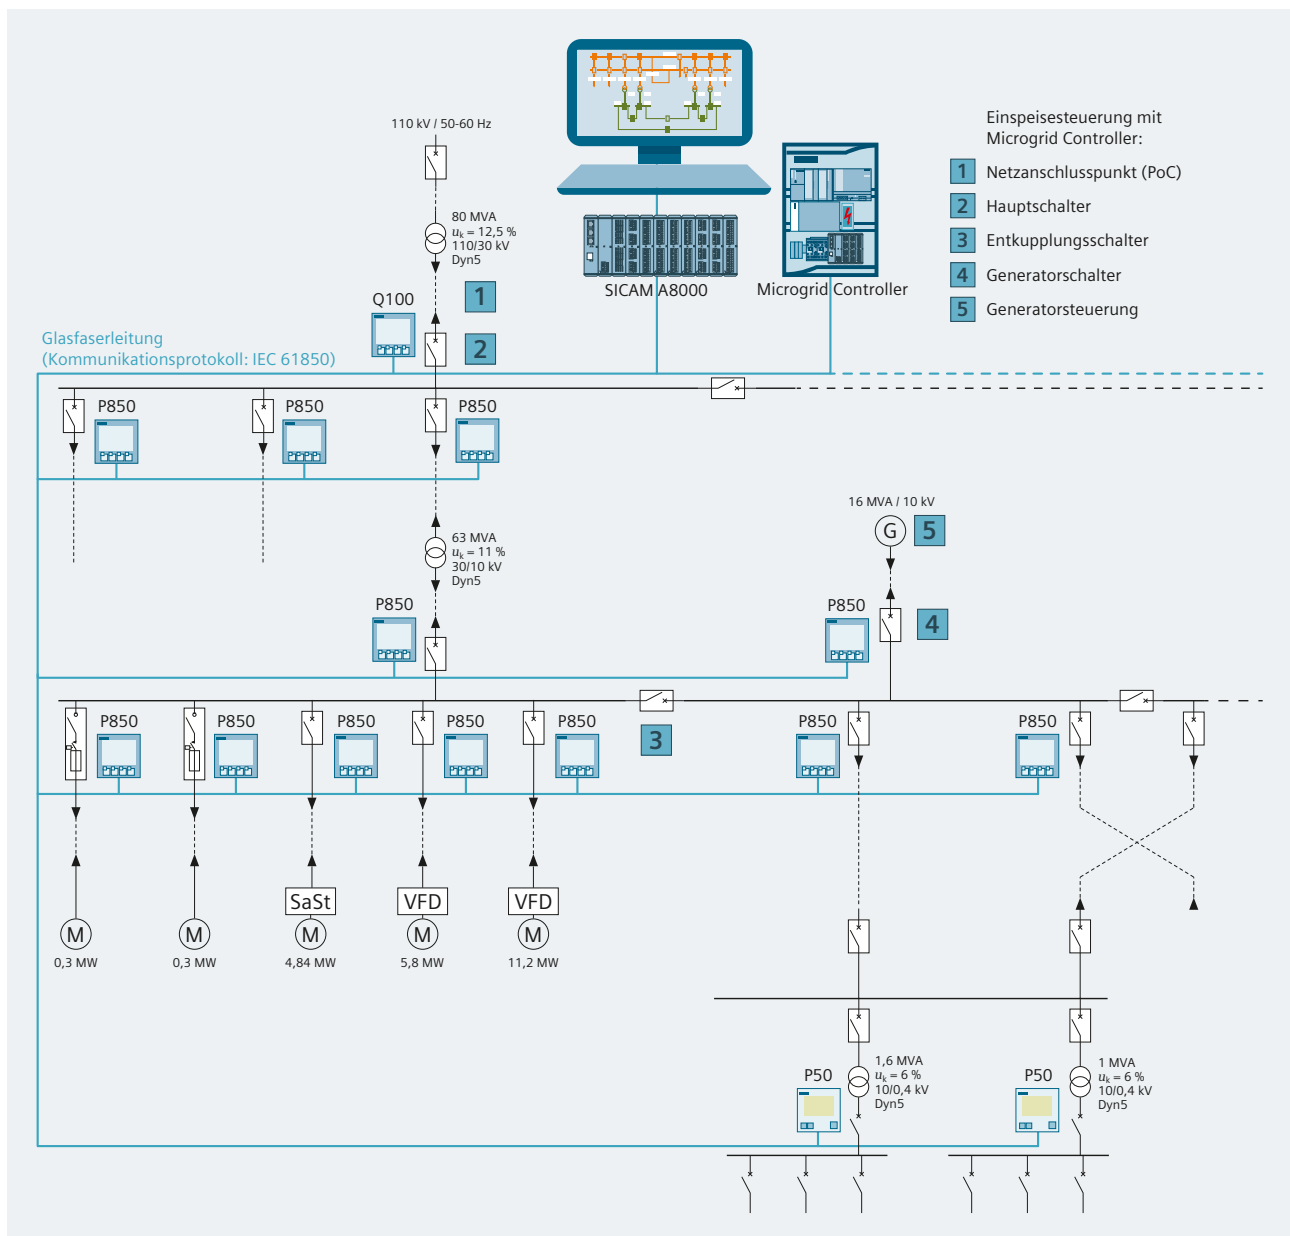 110 kV / 50-60 Hz
80 MVA
uk = 12,5 %
110/30 kV
Dyn5
SICAM A8000
Microgrid Controller
Einspeisesteuerung mit
Microgrid Controller:
1 Netzanschlusspunkt (PoC)
2 Hauptschalter
3 Entkupplungsschalter
4 Generatorschalter
5 Generatorsteuerung
Q100
1
2
Glasfaserleitung
(Kommunikationsprotokoll: IEC 61850)
P850
P850
P850
63 MVA
uk = 11 %
30/10 kV
Dyn5
16 MVA / 10 kV
G
5
P850
P850
4
P850
P850
P850
P850
P850
3
P850
P850
SaSt
VFD
VFD
M
M
M
M
M
0,3 MW
0,3 MW
4,84 MW
5,8 MW
11,2 MW
P50
1,6 MVA
uk = 6 %
10/0,4 kV
Dyn5
P50
1 MVA
uk = 6 %
10/0,4 kV
Dyn5